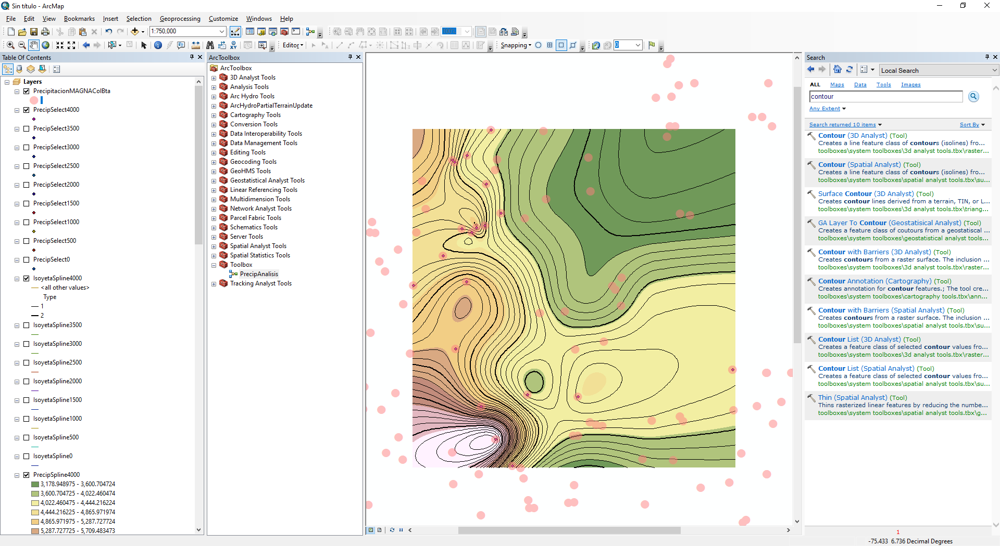 Sin título - ArcMap
File Edit View Bookmarks Insert Selection Geoprocessing Customize Windows Help
1:750,000
100%
Editor
Snapping
0
Table Of Contents
Layers
PrecipitacionMAGNAColBta
PrecipSelect4000
PrecipSelect3500
PrecipSelect3000
PrecipSelect2500
PrecipSelect2000
PrecipSelect1500
PrecipSelect1000
PrecipSelect500
PrecipSelect0
IsoyetaSpline4000
<all other values>
Type
1
2
IsoyetaSpline3500
IsoyetaSpline3000
IsoyetaSpline2500
IsoyetaSpline2000
IsoyetaSpline1500
IsoyetaSpline1000
IsoyetaSpline500
IsoyetaSpline0
PrecipSpline4000
3,178.948975 - 3,600.704724
3,600.704725 - 4,022.460474
4,022.460475 - 4,444.216224
4,444.216225 - 4,865.971974
4,865.971975 - 5,287.727724
5,287.727725 - 5,709.483473
ArcToolbox
ArcToolbox
3D Analyst Tools
Analysis Tools
Arc Hydro Tools
ArcHydroPartialTerrainUpdate
Cartography Tools
Conversion Tools
Data Interoperability Tools
Data Management Tools
Editing Tools
Geocoding Tools
GeoHMS Tools
Geostatistical Analyst Tools
Linear Referencing Tools
Multidimension Tools
Network Analyst Tools
Parcel Fabric Tools
Schematics Tools
Server Tools
Spatial Analyst Tools
Spatial Statistics Tools
Toolbox
PrecipAnalisis
Tracking Analyst Tools
Search
Local Search
ALL Maps Data Tools Images
contour
Any Extent
Search returned 10 items Sort By
Contour (3D Analyst) (Tool)
Creates a line feature class of contours (isolines) fro...
toolboxes\system toolboxes\3d analyst tools.tbx\raster...
Contour (Spatial Analyst) (Tool)
Creates a line feature class of contours (isolines) fro...
toolboxes\system toolboxes\spatial analyst tools.tbx\su...
Surface Contour (3D Analyst) (Tool)
Creates contour lines derived from a terrain, TIN, or L...
toolboxes\system toolboxes\3d analyst tools.tbx\triang...
GA Layer To Contour (Geostatisical Analyst) (Tool)
Creates a feature class of coutours from a geostatiscal ...
toolboxes\system toolboxes\geostatistical analyst tools...
Contour with Barriers (3D Analyst) (Tool)
Creates contours from a raster surface. The inclusion ...
toolboxes\system toolboxes\3d analyst tools.tbx\raster...
Contour Annotation (Cartography) (Tool)
Creates annotation for contour features.; The tool cre...
toolboxes\system toolboxes\cartography tools.tbx\ann...
Contour with Barriers (Spatial Analyst) (Tool)
Creates contours from a raster surface. The inclusion ...
toolboxes\system toolboxes\spatial analyst tools.tbx\su...
Contour List (3D Analyst) (Tool)
Creates a feature class of selected contour values fro...
toolboxes\system toolboxes\3d analyst tools.tbx\raster...
Contour List (Spatial Analyst) (Tool)
Creates a feature class of selected contour values fro...
toolboxes\system toolboxes\spatial analyst tools.tbx\su...
Thin (Spatial Analyst) (Tool)
Thins rasterized linear features by reducing the numbe...
toolboxes\system toolboxes\spatial analyst tools.tbx\g...
1
-75.433 6.736 Decimal Degrees